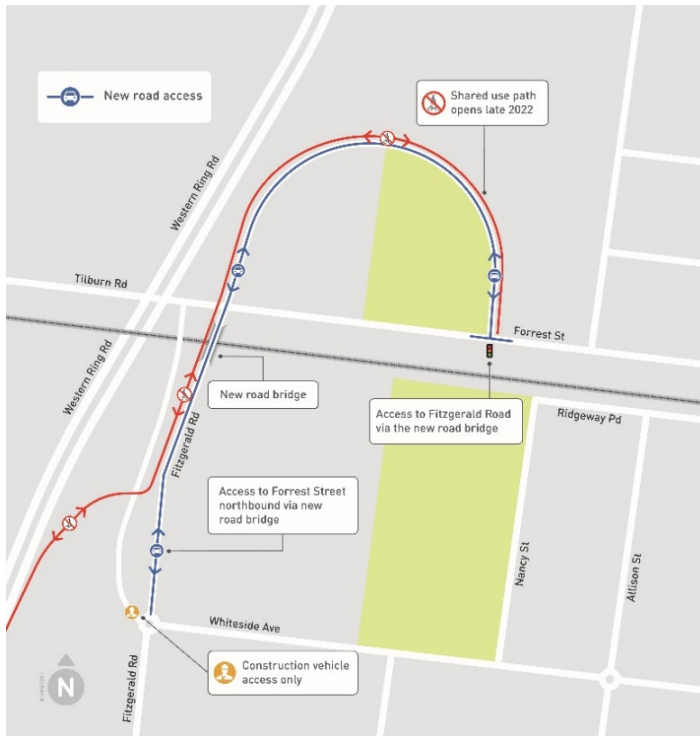 New road access
Shared use path
opens late 2022
Western Ring Rd
Tilburn Rd
Forrest St
Western Ring Rd
New road bridge
Access to Fitzgerald Road
via the new road bridge
Ridgeway Pd
Fitzgerald Rd
Access to Forrest Street
northbound via new
road bridge
Nancy St
Allison St
Whiteside Ave
Construction vehicle
access only
Fitzgerald Rd
N